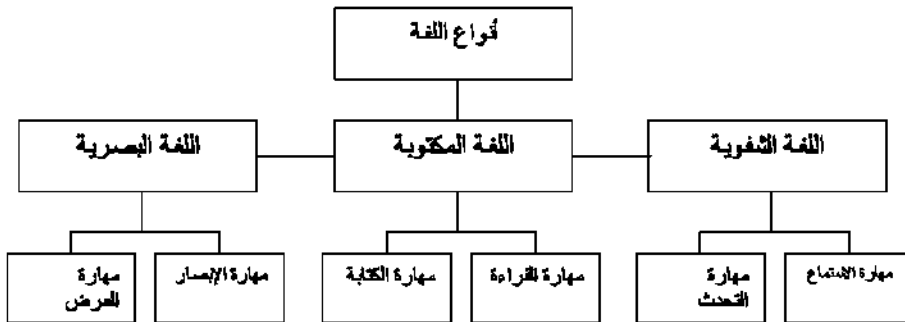 أنواع اللغة
اللغة الشفوية
اللغة المكتوبة
اللغة البصرية
مهارة الاستماع
مهارة
التحدث
مهارة القراءة
مهارة الكتابة
مهارة الإبصار
مهارة
العرض